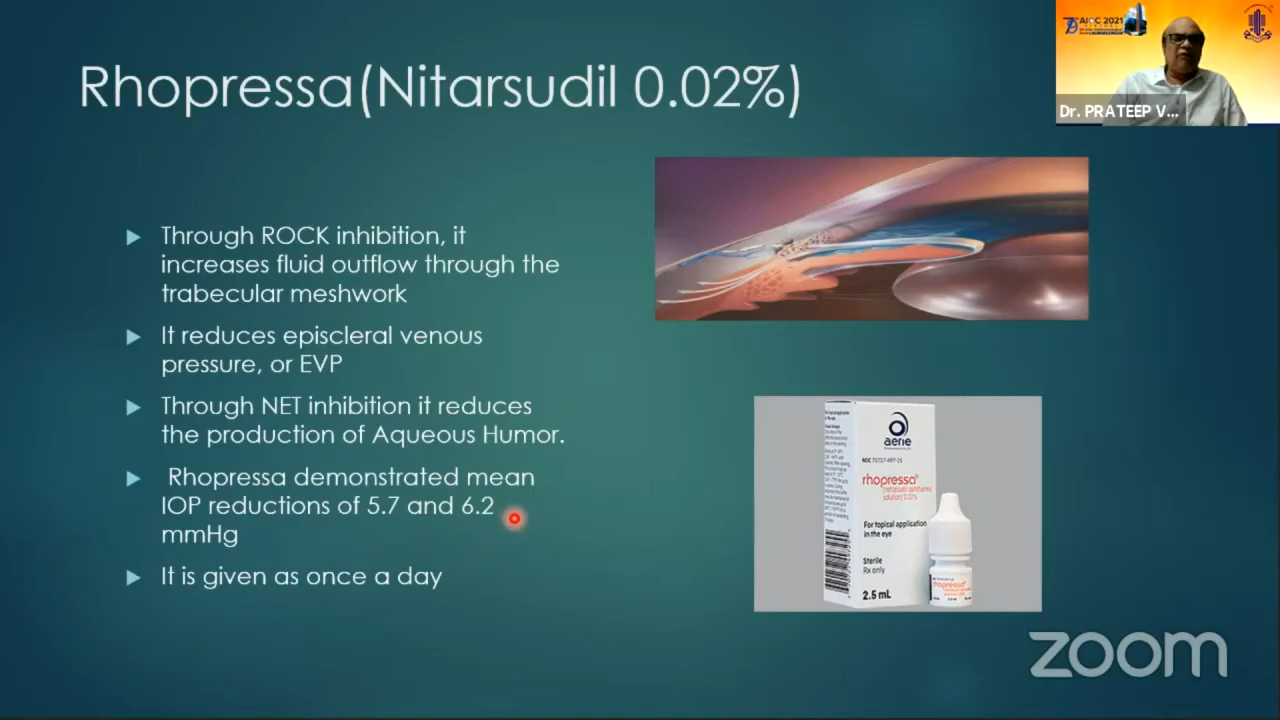 Rhopressa(Nitarsudil 0.02%)
Through ROCK inhibition, it
increases fluid outflow through the
trabecular meshwork
It reduces episcleral venous
pressure, or EVP
Through NET inhibition it reduces
the production of Aqueous Humor.
Rhopressa demonstrated mean
IOP reductions of 5.7 and 6.2
mmHg
It is given as once a day
AIOC 2021
Dr. PRATEEP V...
aerie
rhopressa
For topical application
in the eye
Sterile
Rx only
2.5 mL
rhopressa
zoom